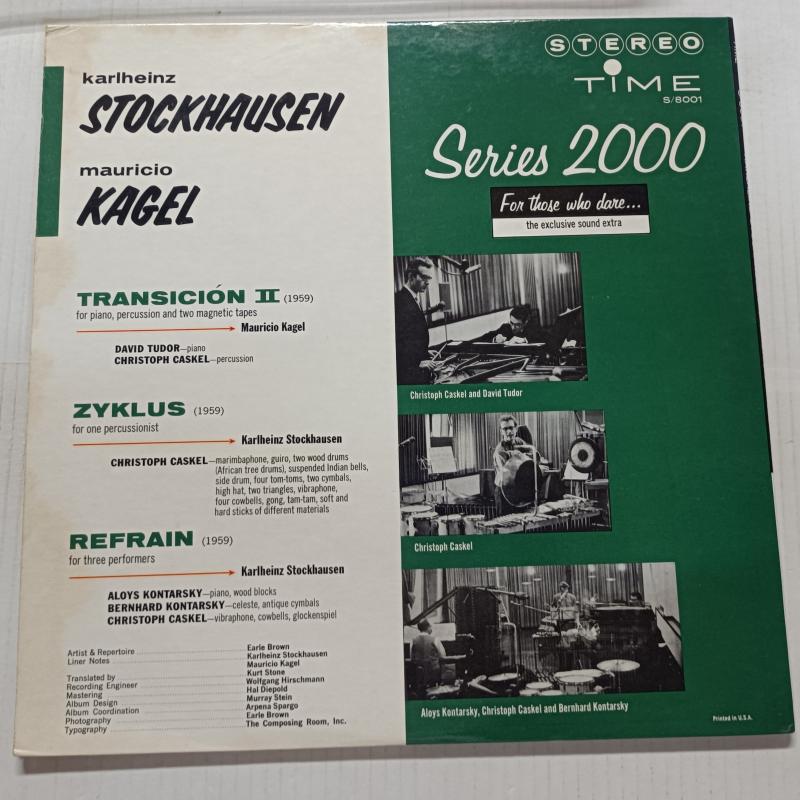 karlheinz
STOCKHAUSEN
mauricio
KAGEL
TRANSICIÓN II (1959)
for piano, percussion and two magnetic tapes
Mauricio Kagel
DAVID TUDOR—piano
CHRISTOPH CASKEL—percussion
ZYKLUS (1959)
for one percussionist
Karlheinz Stockhausen
CHRISTOPH CASKEL—marimbaphone, guiro, two wood drums
(African tree drums), suspended Indian bells,
side drum, four tom-toms, two cymbals,
high hat, two triangles, vibraphone,
four cowbells, gong, tam-tam, soft and
hard sticks of different materials
REFRAIN (1959)
for three performers
Karlheinz Stockhausen
ALOYS KONTARSKY—piano, wood blocks
BERNHARD KONTARSKY—celeste, antique cymbals
CHRISTOPH CASKEL—vibraphone, cowbells, glockenspiel
Artist & Repertoire Earle Brown
Liner Notes Karlheinz Stockhausen
Mauricio Kagel
Translated by Kurt Stone
Recording Engineer Wolfgang Hirschmann
Mastering Hal Diepold
Album Design Murray Stein
Album Coordination Arpena Spargo
Photography Earle Brown
Typography The Composing Room, Inc.
STEREO
TIME
S/8001
Series 2000
For those who dare...
the exclusive sound extra
Christoph Caskel and David Tudor
Christoph Caskel
Aloys Kontarsky, Christoph Caskel and Bernhard Kontarsky
Printed in U.S.A.